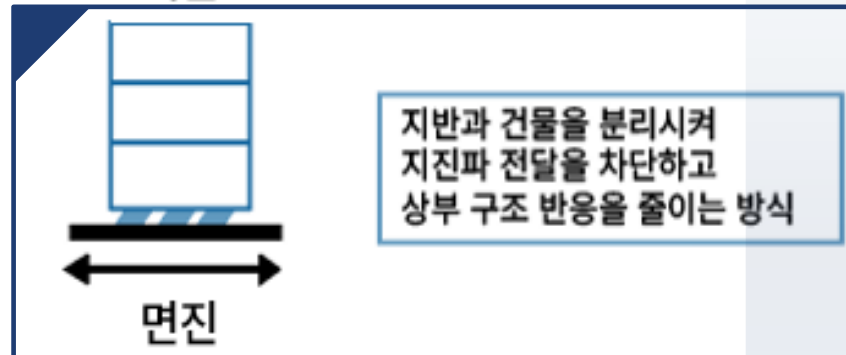 지반과 건물을 분리시켜
지진파 전달을 차단하고
상부 구조 반응을 줄이는 방식
면진